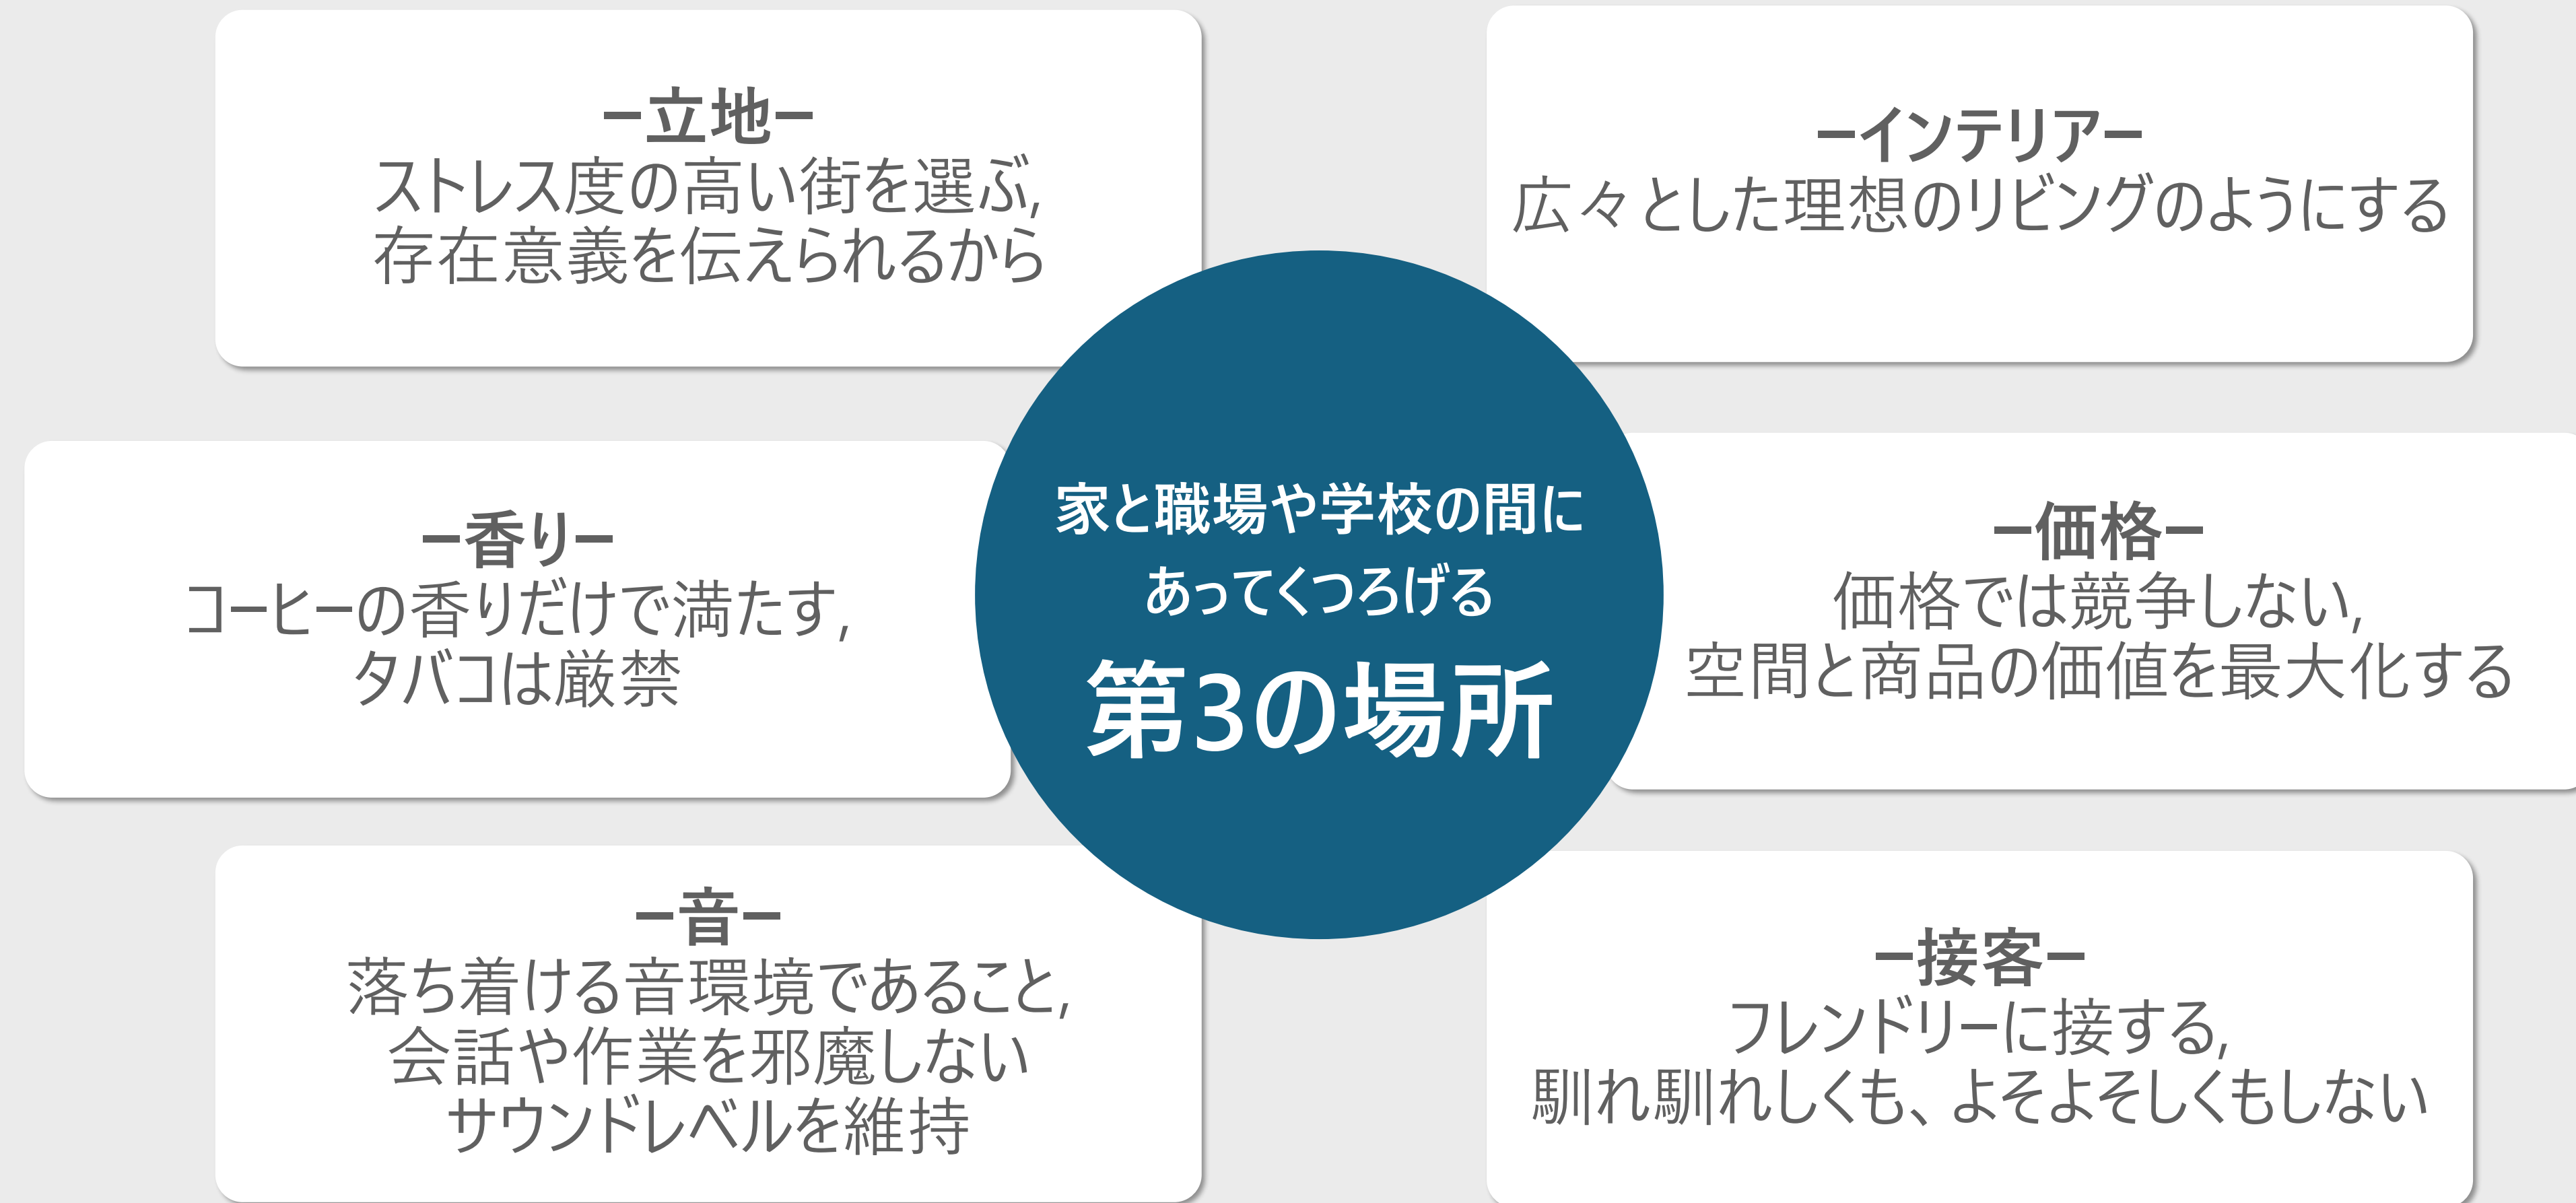 ー立地ー
ストレス度の高い街を選ぶ,
存在意義を伝えられるから
ーインテリアー
広々とした理想のリビングのようにする
ー香りー
コーヒーの香りだけで満たす,
タバコは厳禁
家と職場や学校の間に
あってくつろげる
第3の場所
ー価格ー
価格では競争しない,
空間と商品の価値を最大化する
ー音ー
落ち着ける音環境であること,
会話や作業を邪魔しない
サウンドレベルを維持
ー接客ー
フレンドリーに接する,
馴れ馴れしくも、よそよそしくもしない